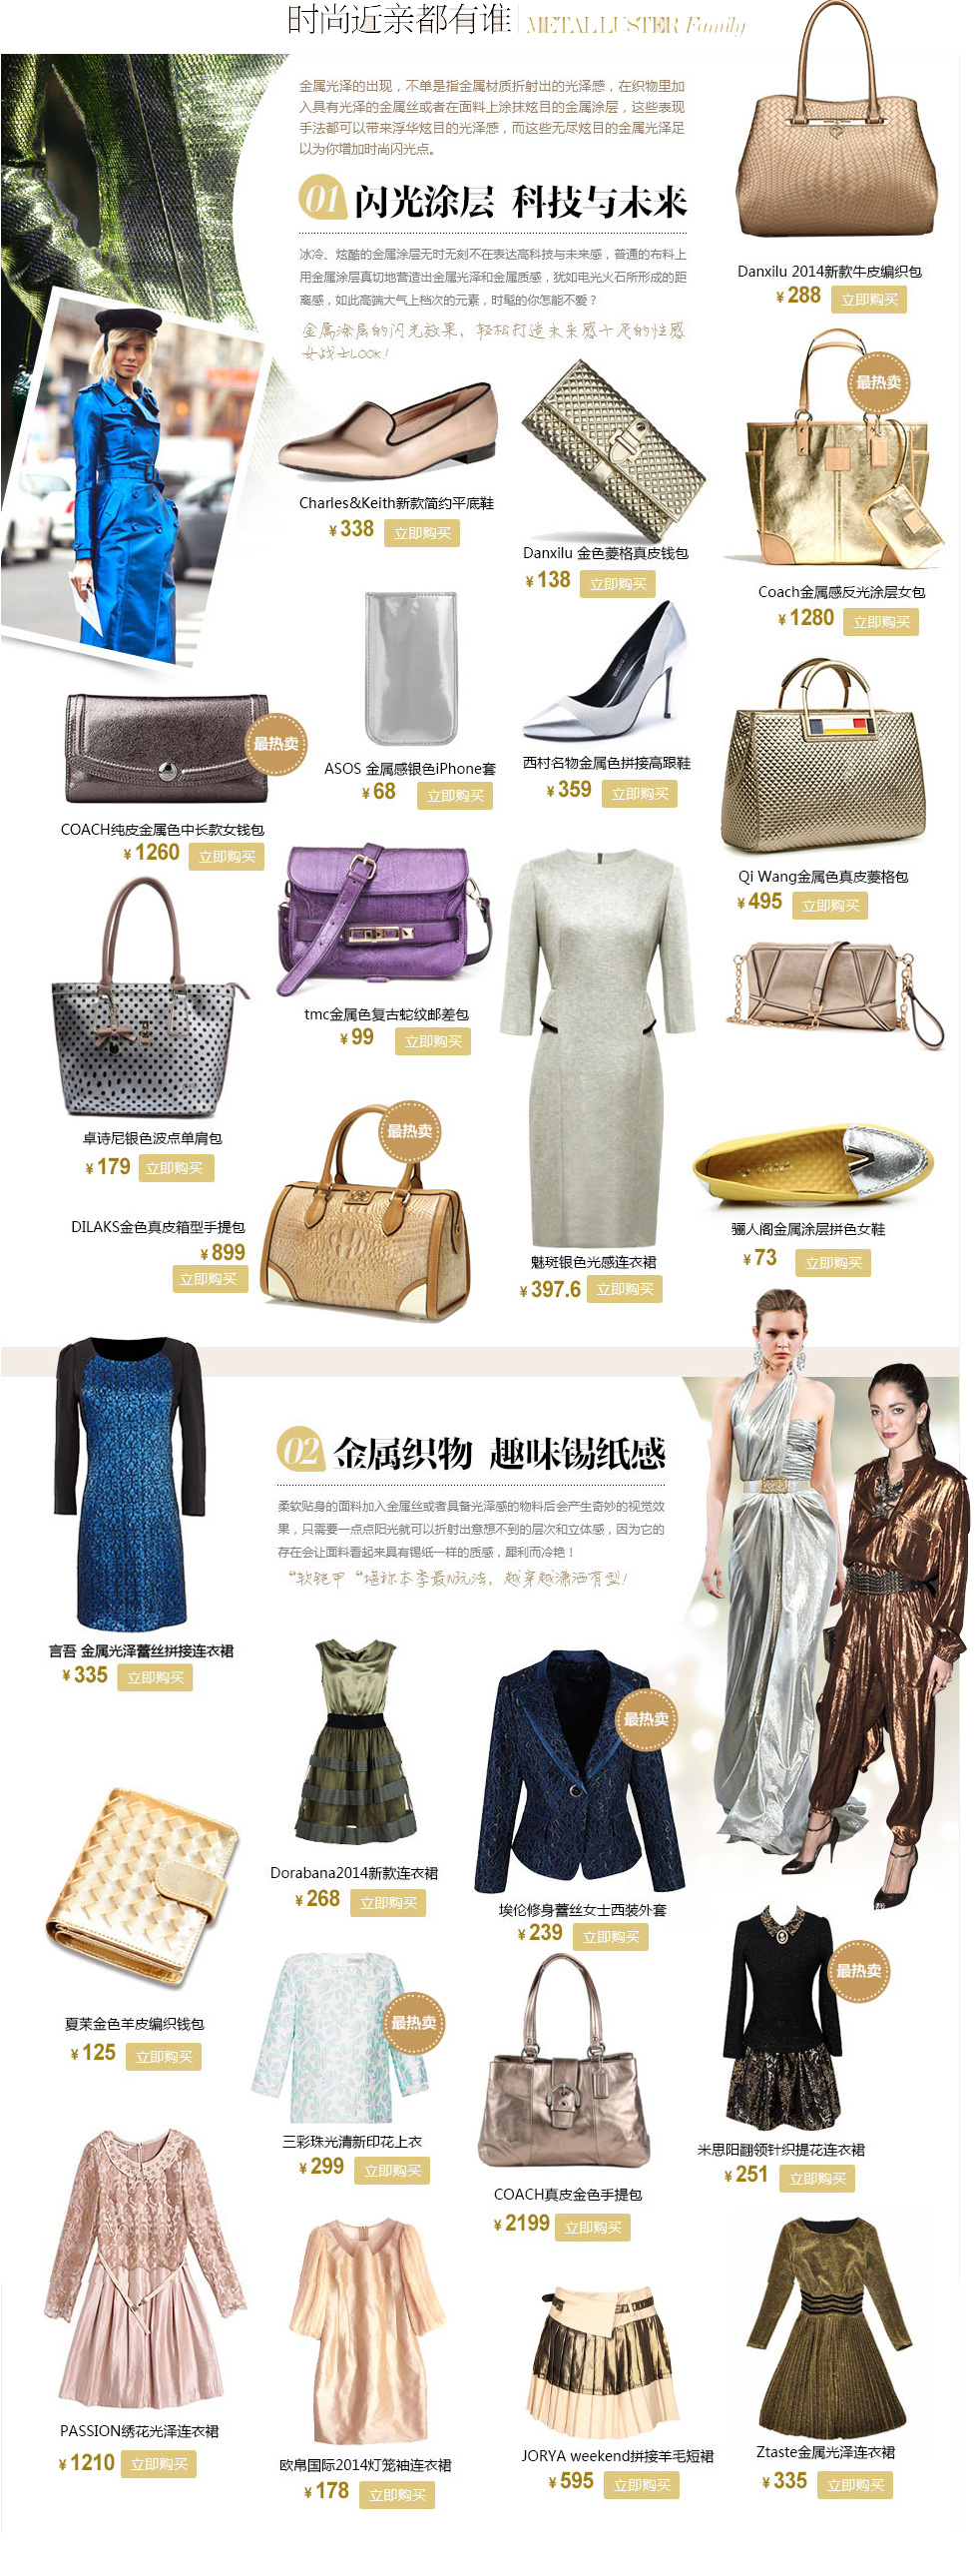 时尚近亲都有谁 METALLUSTER Family
金属光泽的出现，不单是指金属材质折射出的光泽感，在织物里加
入具有光泽的金属丝或者在面料上涂抹炫目的金属涂层，这些表现
手法都可以带来浮华炫目的光泽感，而这些无尽炫目的金属光泽足
以为你增加时尚闪光点。
01 闪光涂层 科技与未来
冰冷、炫酷的金属涂层无时无刻不在表达高科技与未来感，普通的布料上
用金属涂层真切地营造出金属光泽和金属质感，犹如电光火石所形成的距
离感，如此高端大气上档次的元素，时髦的你怎能不爱？
金属涂层的闪光效果，轻松打造未来感十足的性感
女战士LOOK！
Danxilu 2014新款牛皮编织包
¥ 288 立即购买
最热卖
Charles&Keith新款简约平底鞋
¥ 338 立即购买
Danxilu 金色菱格真皮钱包
¥ 138 立即购买
Coach金属感反光涂层女包
¥ 1280 立即购买
最热卖
COACH纯皮金属色中长款女钱包
¥ 1260 立即购买
ASOS 金属感银色iPhone套
¥ 68 立即购买
西村名物金属色拼接高跟鞋
¥ 359 立即购买
Qi Wang金属色真皮菱格包
¥ 495 立即购买
tmc金属色复古蛇纹邮差包
¥ 99 立即购买
卓诗尼银色波点单肩包
¥ 179 立即购买
最热卖
DILAKS金色真皮箱型手提包
¥ 899
立即购买
魅斑银色光感连衣裙
¥ 397.6 立即购买
骊人阁金属涂层拼色女鞋
¥ 73 立即购买
02 金属织物 趣味锡纸感
柔软贴身的面料加入金属丝或者具备光泽感的物料后会产生奇妙的视觉效
果，只需要一点点阳光就可以折射出意想不到的层次和立体感，因为它的
存在会让面料看起来具有锡纸一样的质感，犀利而冷艳！
“软铠甲“堪称本季最IN玩法，越穿越潇洒有型！
言吾 金属光泽蕾丝拼接连衣裙
¥ 335 立即购买
Dorabana2014新款连衣裙
¥ 268 立即购买
最热卖
埃伦修身蕾丝女士西装外套
¥ 239 立即购买
夏茉金色羊皮编织钱包
¥ 125 立即购买
最热卖
三彩珠光清新印花上衣
¥ 299 立即购买
COACH真皮金色手提包
¥ 2199 立即购买
最热卖
米思阳翻领针织提花连衣裙
¥ 251 立即购买
PASSION绣花光泽连衣裙
¥ 1210 立即购买
欧帛国际2014灯笼袖连衣裙
¥ 178 立即购买
JORYA weekend拼接羊毛短裙
¥ 595 立即购买
Ztaste金属光泽连衣裙
¥ 335 立即购买